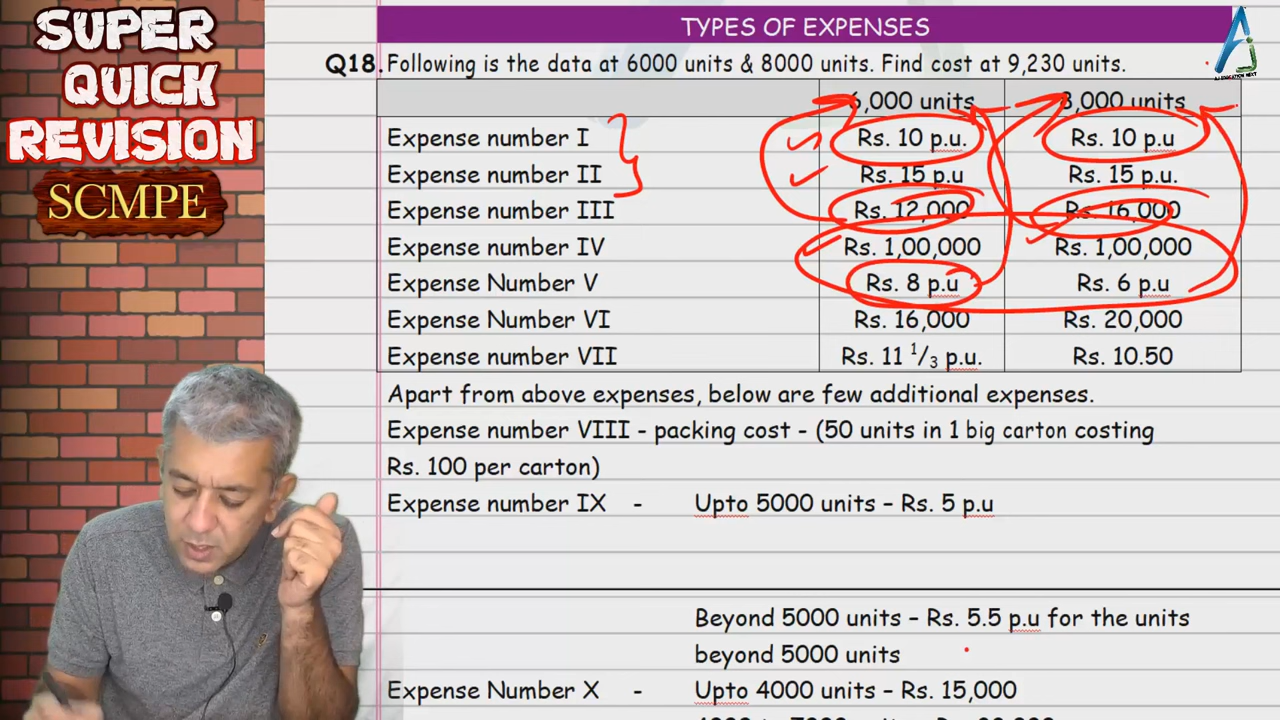 SUPER
QUICK
REVISION
SCMPE
TYPES OF EXPENSES
AJ EDUCATION NEXT
Q18. Following is the data at 6000 units & 8000 units. Find cost at 9,230 units.
6,000 units 8,000 units
Expense number I Rs. 10 p.u. Rs. 10 p.u
Expense number II Rs. 15 p.u Rs. 15 p.u.
Expense number III Rs. 12,000 Rs. 16,000
Expense number IV Rs. 1,00,000 Rs. 1,00,000
Expense Number V Rs. 8 p.u Rs. 6 p.u
Expense Number VI Rs. 16,000 Rs. 20,000
Expense number VII Rs. 11 1/3 p.u. Rs. 10.50
Apart from above expenses, below are few additional expenses.
Expense number VIII - packing cost - (50 units in 1 big carton costing
Rs. 100 per carton)
Expense number IX - Upto 5000 units – Rs. 5 p.u
Beyond 5000 units – Rs. 5.5 p.u for the units
beyond 5000 units
Expense Number X - Upto 4000 units – Rs. 15,000